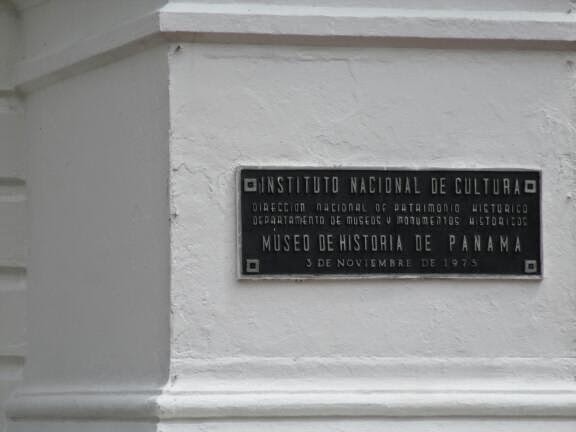 INSTITUTO NACIONAL DE CULTURA
DIRECCION NACIONAL DE PATRIMONIO HISTORICO
DEPARTAMENTO DE MUSEOS Y MONUMENTOS HISTORICOS
MUSEO DE HISTORIA DE PANAMA
3 DE NOVIEMBRE DE 1975